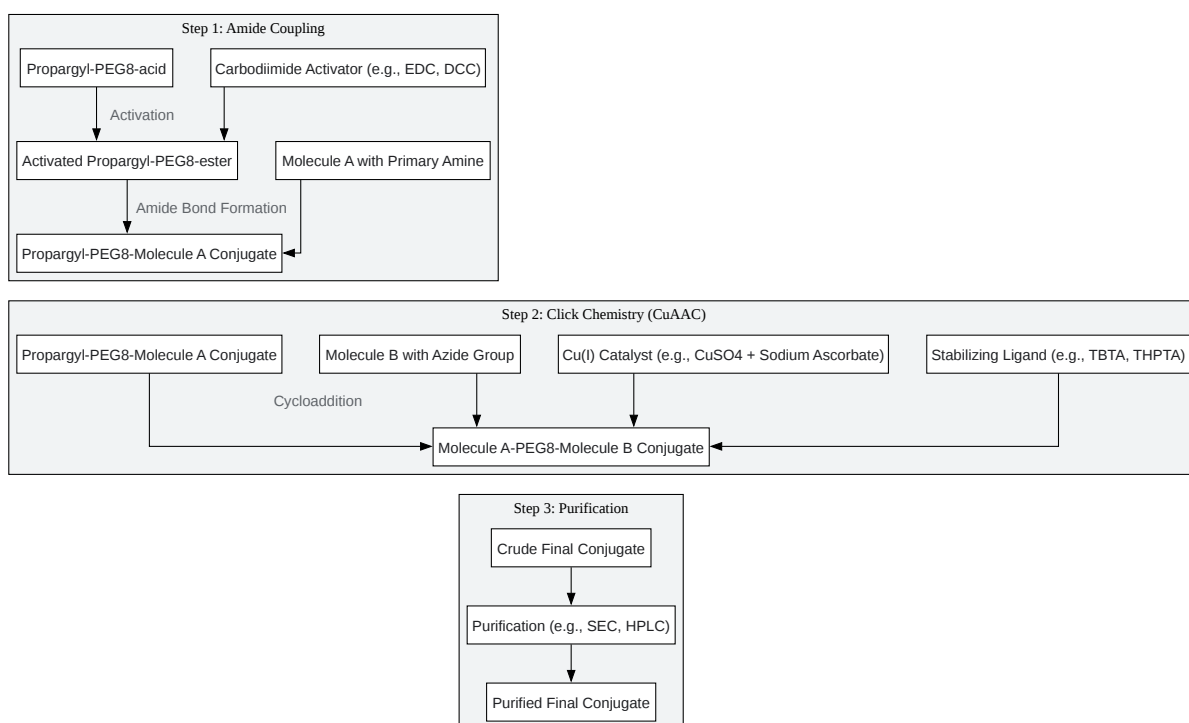 Step 1: Amide Coupling
Propargyl-PEG8-acid
Carbodiimide Activator (e.g., EDC, DCC)
Activation
Activated Propargyl-PEG8-ester
Molecule A with Primary Amine
Amide Bond Formation
Propargyl-PEG8-Molecule A Conjugate
Step 2: Click Chemistry (CuAAC)
Propargyl-PEG8-Molecule A Conjugate
Molecule B with Azide Group
Cu(I) Catalyst (e.g., CuSO4 + Sodium Ascorbate)
Stabilizing Ligand (e.g., TBTA, THPTA)
Cycloaddition
Molecule A-PEG8-Molecule B Conjugate
Step 3: Purification
Crude Final Conjugate
Purification (e.g., SEC, HPLC)
Purified Final Conjugate